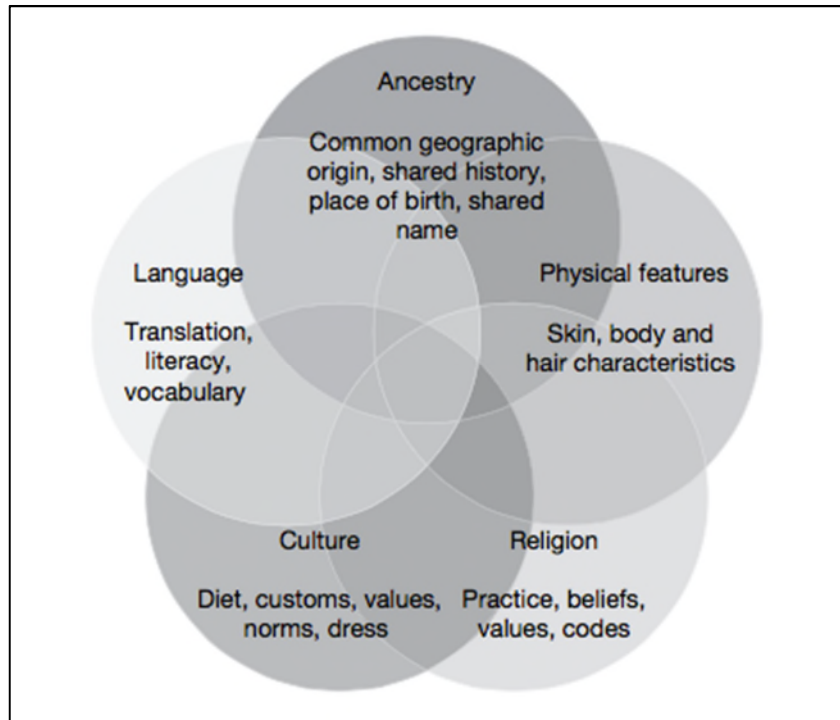 Ancestry
Common geographic
origin, shared history,
place of birth, shared
name
Language
Translation,
literacy,
vocabulary
Physical features
Skin, body and
hair characteristics
Culture
Diet, customs, values,
norms, dress
Religion
Practice, beliefs,
values, codes